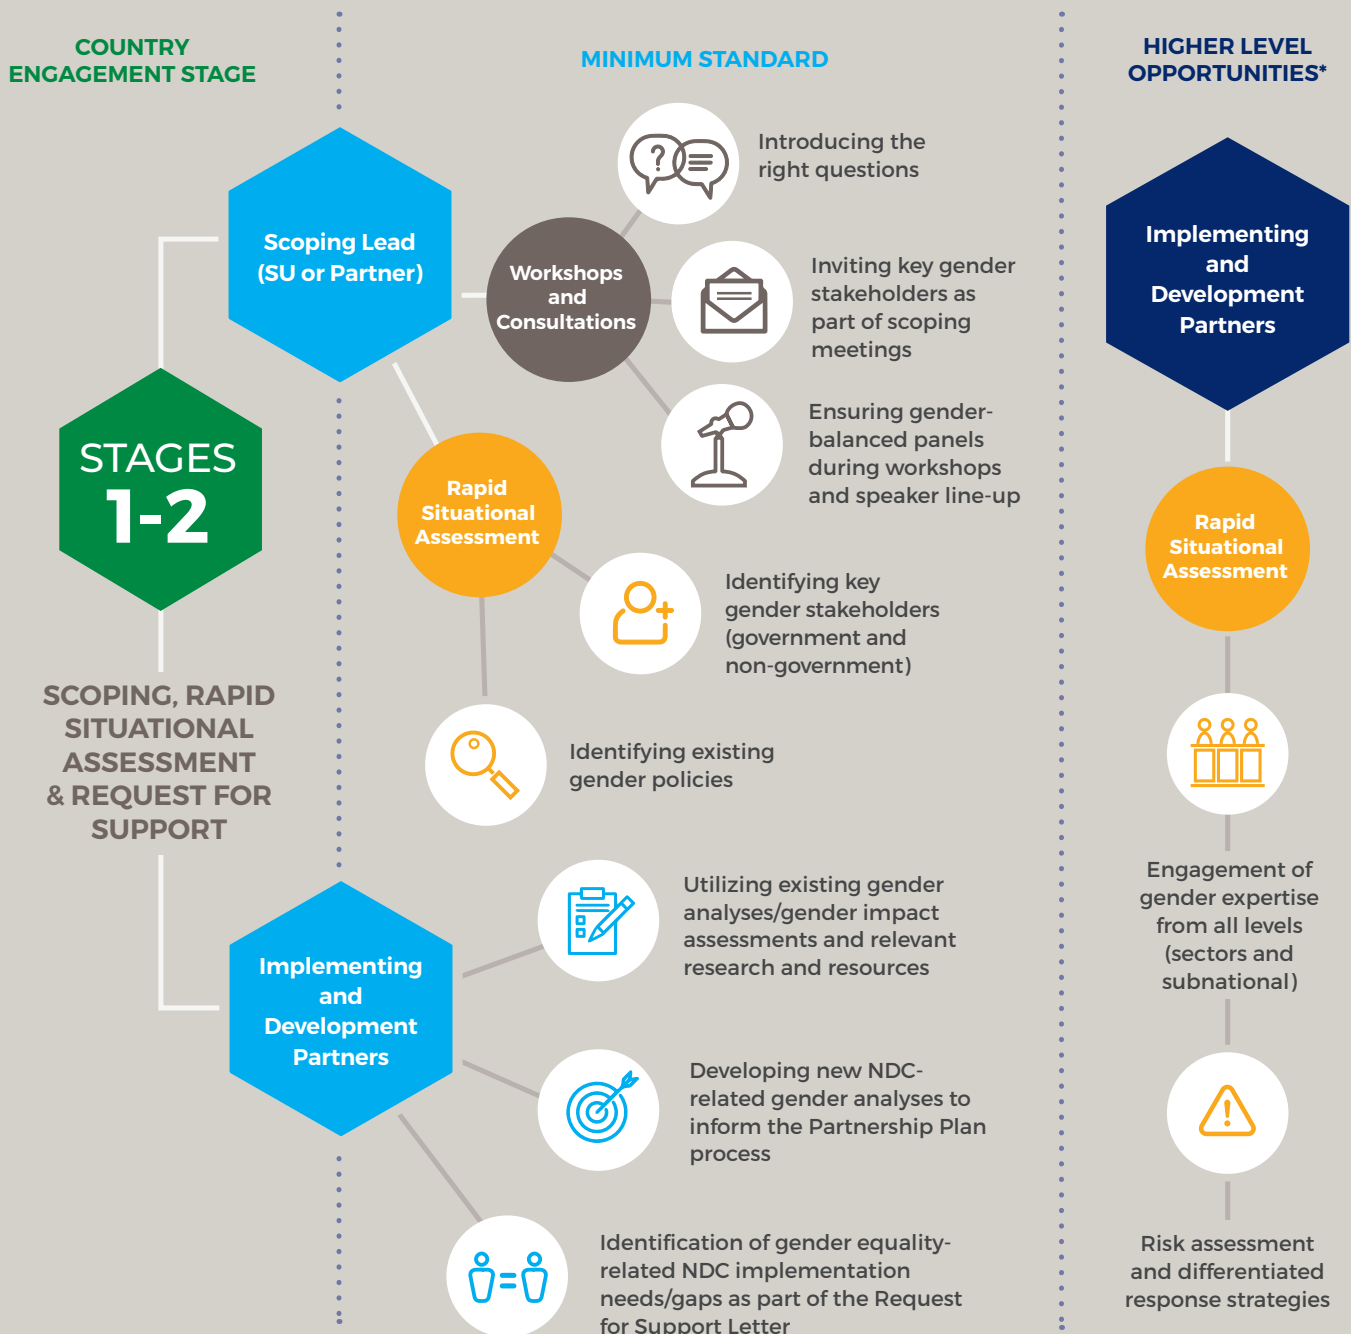 COUNTRY
ENGAGEMENT STAGE
MINIMUM STANDARD
HIGHER LEVEL
OPPORTUNITIES*
STAGES
1-2
SCOPING, RAPID
SITUATIONAL
ASSESSMENT
& REQUEST FOR
SUPPORT
Scoping Lead
(SU or Partner)
Workshops
and
Consultations
?
Introducing the
right questions
Inviting key gender
stakeholders as
part of scoping
meetings
Ensuring gender-
balanced panels
during workshops
and speaker line-up
Rapid
Situational
Assessment
Identifying key
gender stakeholders
(government and
non-government)
Identifying existing
gender policies
Implementing
and
Development
Partners
Utilizing existing gender
analyses/gender impact
assessments and relevant
research and resources
Developing new NDC-
related gender analyses to
inform the Partnership Plan
process
Identification of gender equality-
related NDC implementation
needs/gaps as part of the Request
for Support Letter
Implementing
and
Development
Partners
Rapid
Situational
Assessment
Engagement of
gender expertise
from all levels
(sectors and
subnational)
Risk assessment
and differentiated
response strategies